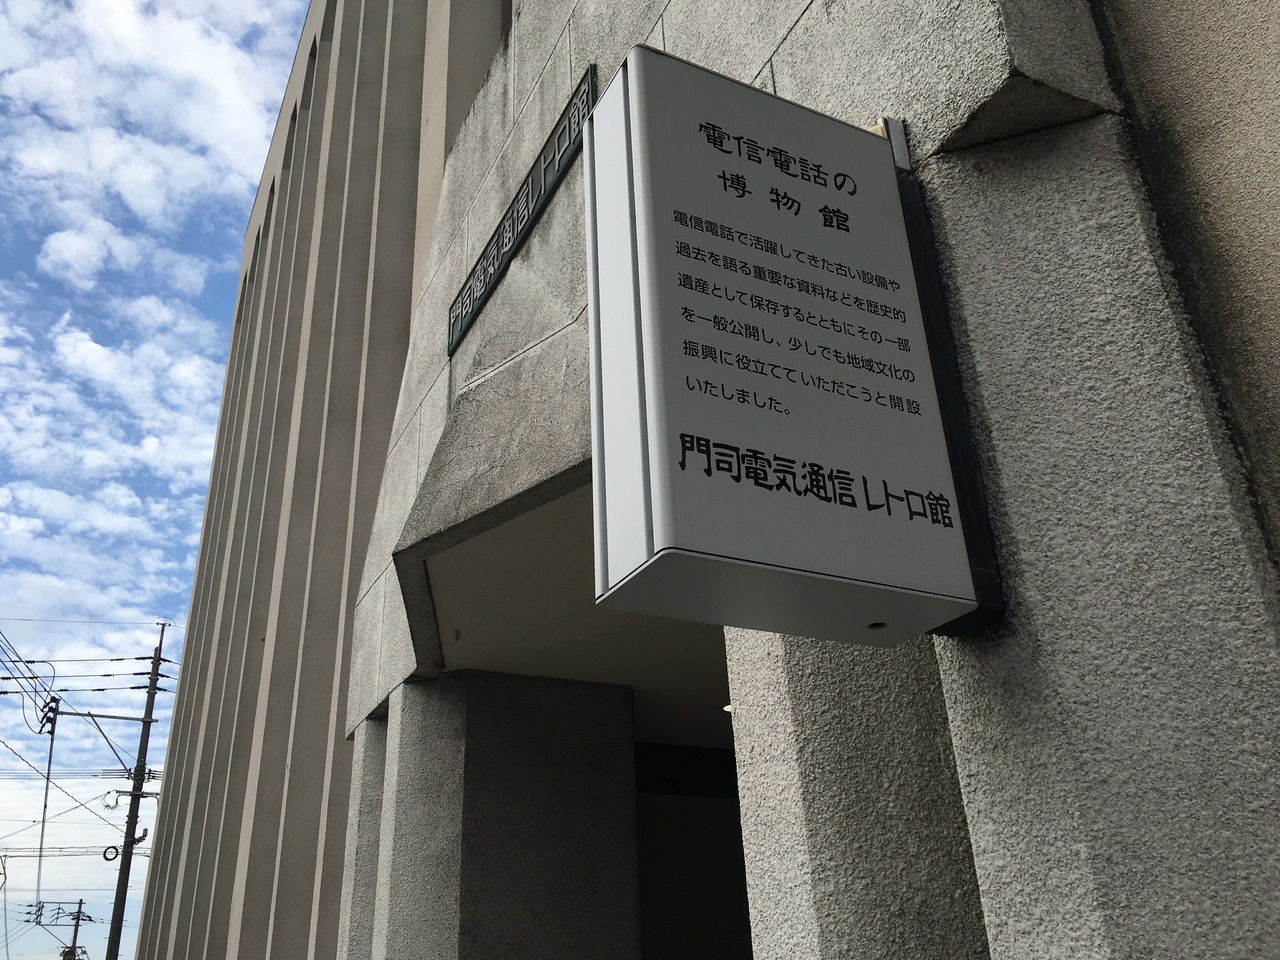 門司電気通信レトロ館
電信電話の
博物館
電信電話で活躍してきた古い設備や
過去を語る重要な資料などを歴史的
遺産として保存するとともにその一部
を一般公開し、少しでも地域文化の
振興に役立てていただこうと開設
いたしました。
門司電気通信レトロ館